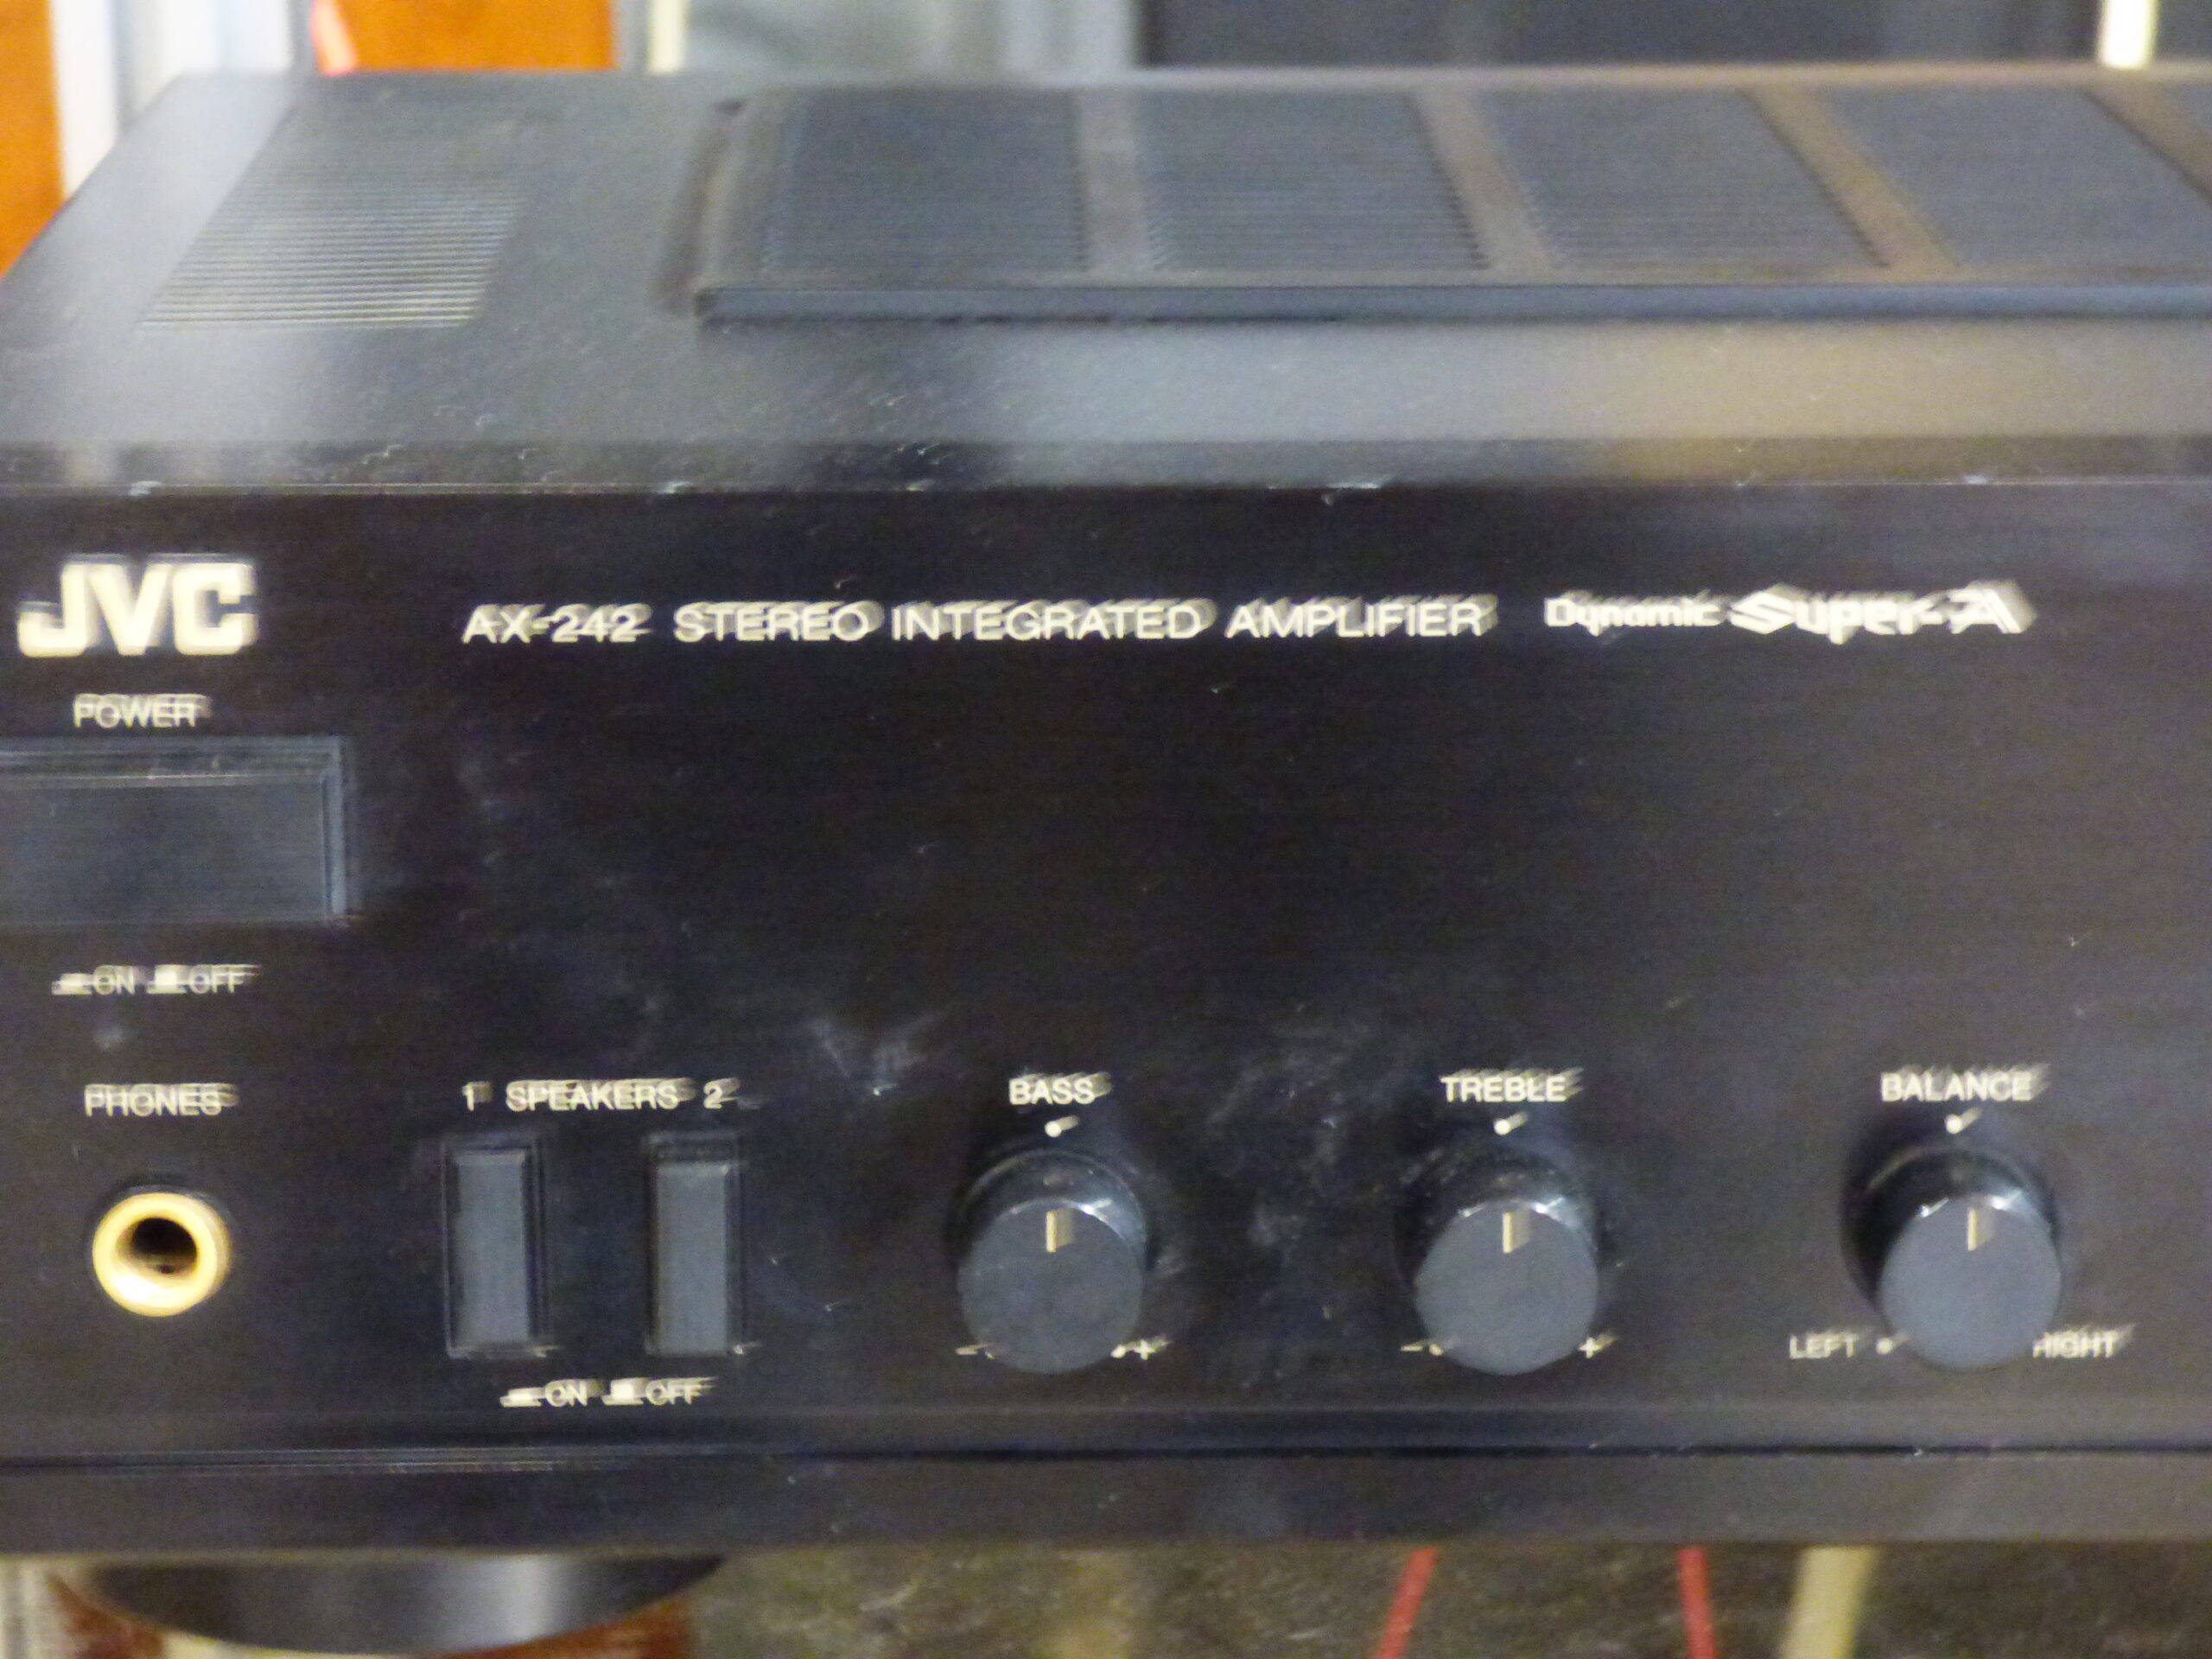 JVC
AX-242 STEREO INTEGRATED AMPLIFIER Dynamic Super-A
POWER
ON OFF
PHONES
1 SPEAKERS 2
BASS
TREBLE
BALANCE
- +
- +
LEFT RIGHT
ON OFF